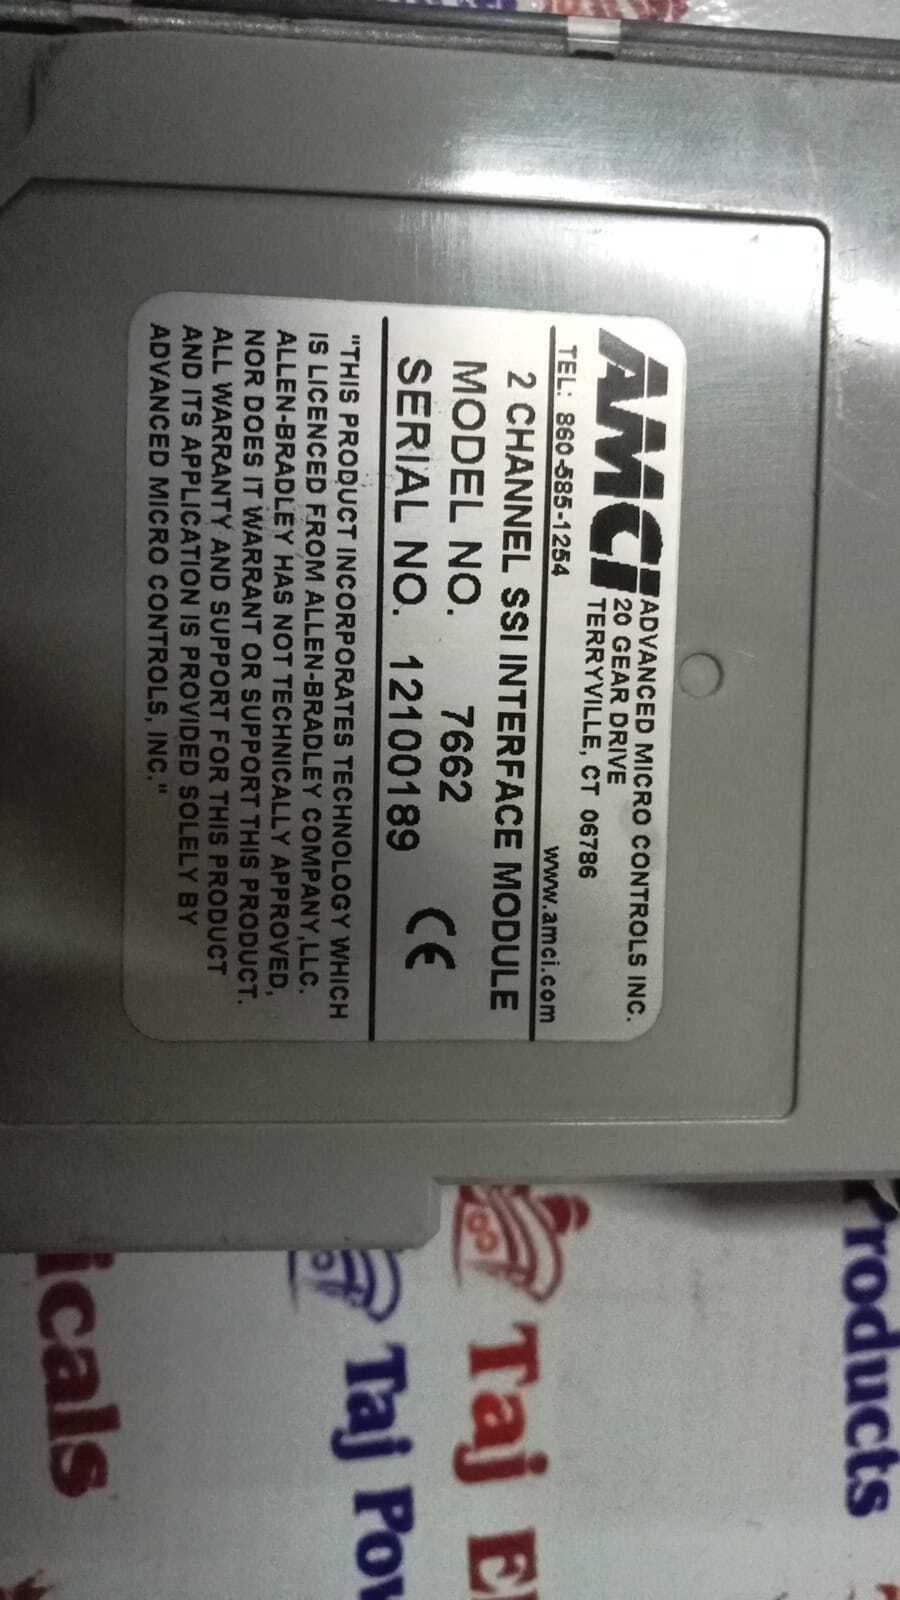 AMCI
ADVANCED MICRO CONTROLS INC.
20 GEAR DRIVE
TERRYVILLE, CT 06786
TEL: 860-585-1254 www.amci.com
2 CHANNEL SSI INTERFACE MODULE
MODEL NO. 7662
SERIAL NO. 12100189 CE
"THIS PRODUCT INCORPORATES TECHNOLOGY WHICH
IS LICENCED FROM ALLEN-BRADLEY COMPANY,LLC.
ALLEN-BRADLEY HAS NOT TECHNICALLY APPROVED,
NOR DOES IT WARRANT OR SUPPORT THIS PRODUCT.
ALL WARRANTY AND SUPPORT FOR THIS PRODUCT
AND ITS APPLICATION IS PROVIDED SOLELY BY
ADVANCED MICRO CONTROLS, INC."
Products
Taj
Taj